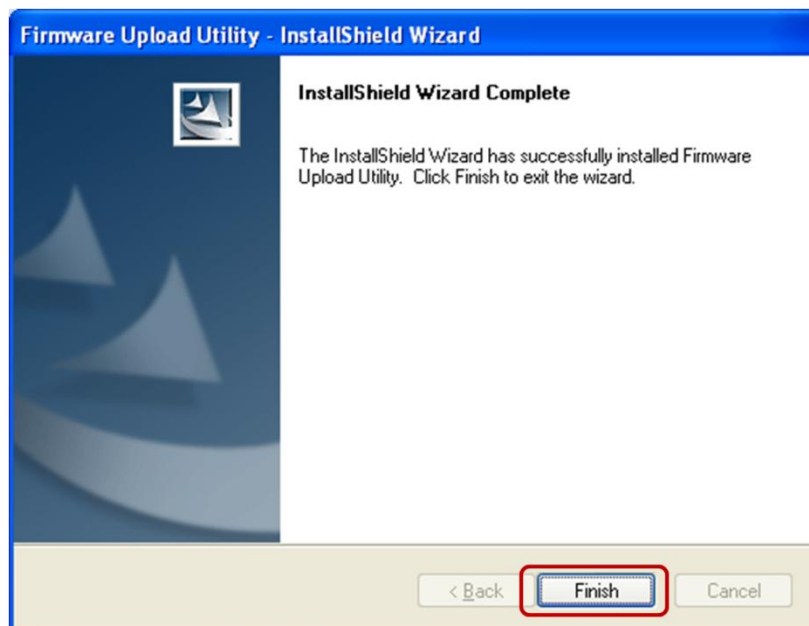 Firmware Upload Utility - InstallShield Wizard
InstallShield Wizard Complete
The InstallShield Wizard has successfully installed Firmware
Upload Utility. Click Finish to exit the wizard.
< Back
Finish
Cancel